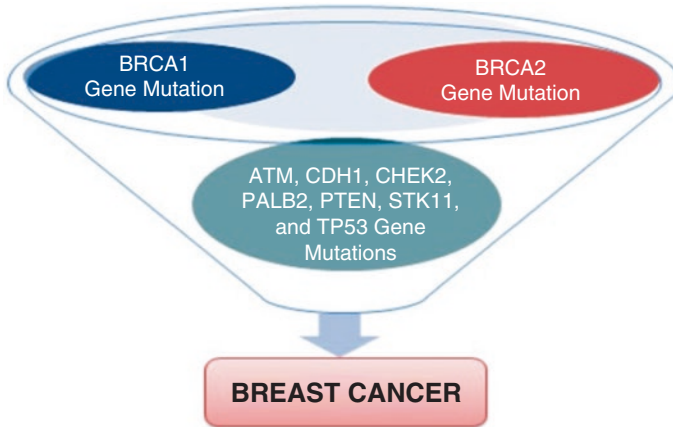 BRCA1
Gene Mutation
BRCA2
Gene Mutation
ATM, CDH1, CHEK2,
PALB2, PTEN, STK11,
and TP53 Gene
Mutations
BREAST CANCER